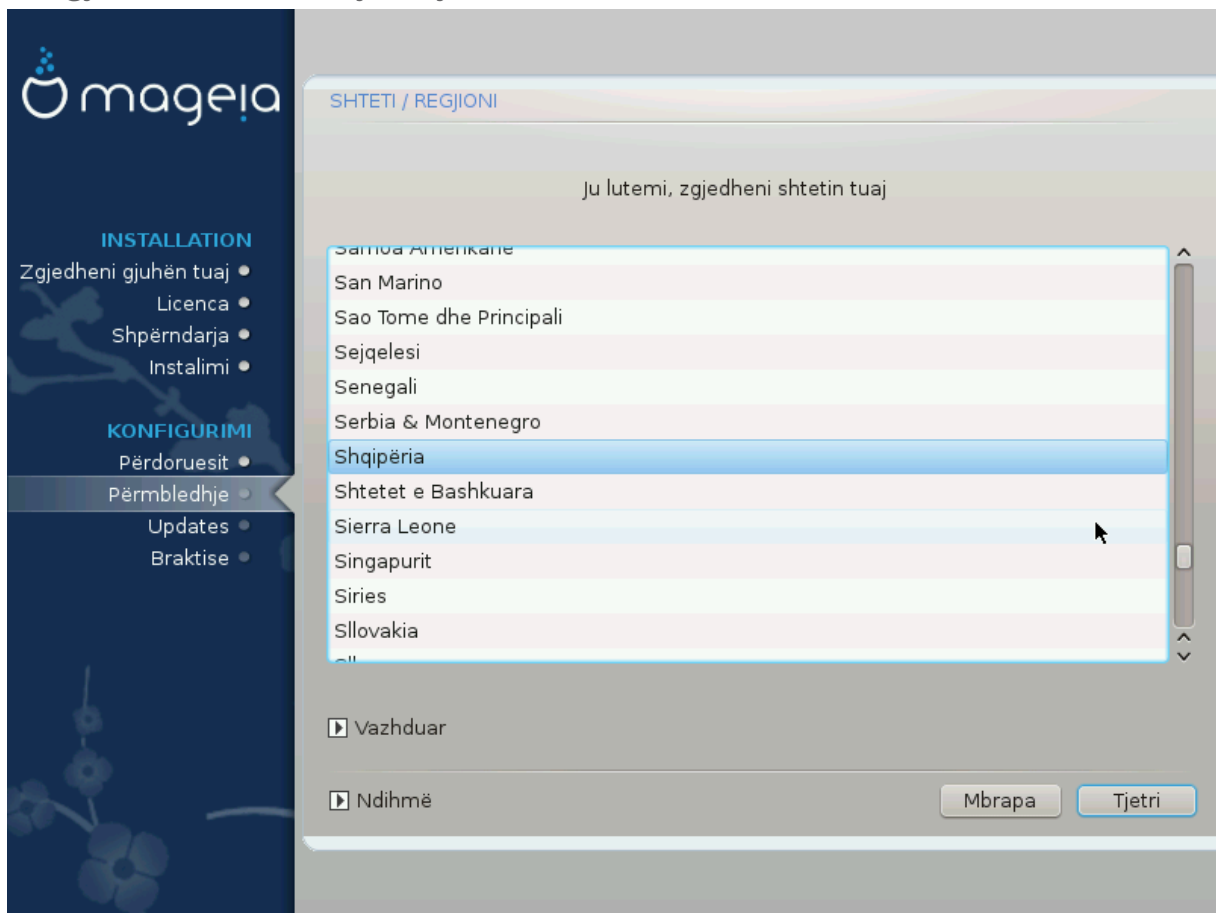 mageia
SHTETI / REGJIONI
Ju lutemi, zgjedheni shtetin tuaj
INSTALLATION
Zgjedheni gjuhën tuaj
Licenca
Shpërndarja
Instalimi
KONFIGURIMI
Përdoruesit
Përmbledhje
Updates
Braktise
Samoa Amerikane
San Marino
Sao Tome dhe Principali
Sejqelesi
Senegali
Serbia & Montenegro
Shqipëria
Shtetet e Bashkuara
Sierra Leone
Singapurit
Siries
Sllovakia
Vazhduar
Ndihmë
Mbrapa
Tjetri